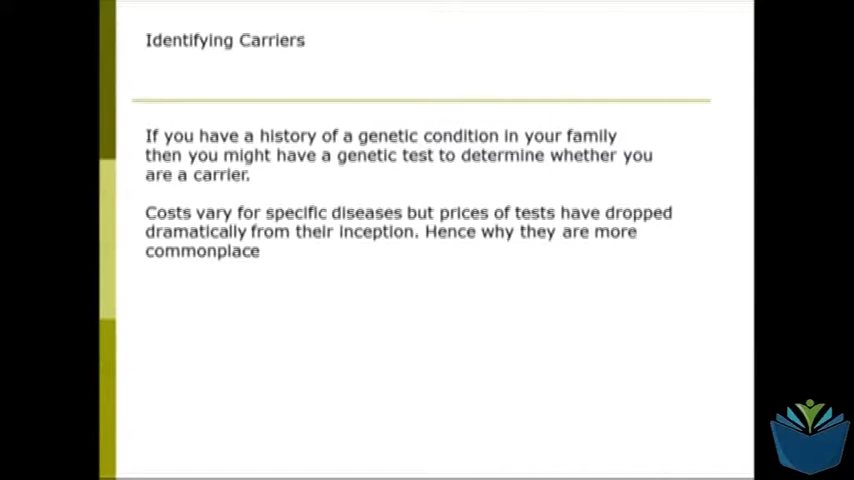 Identifying Carriers
If you have a history of a genetic condition in your family
then you might have a genetic test to determine whether you
are a carrier.
Costs vary for specific diseases but prices of tests have dropped
dramatically from their inception. Hence why they are more
commonplace